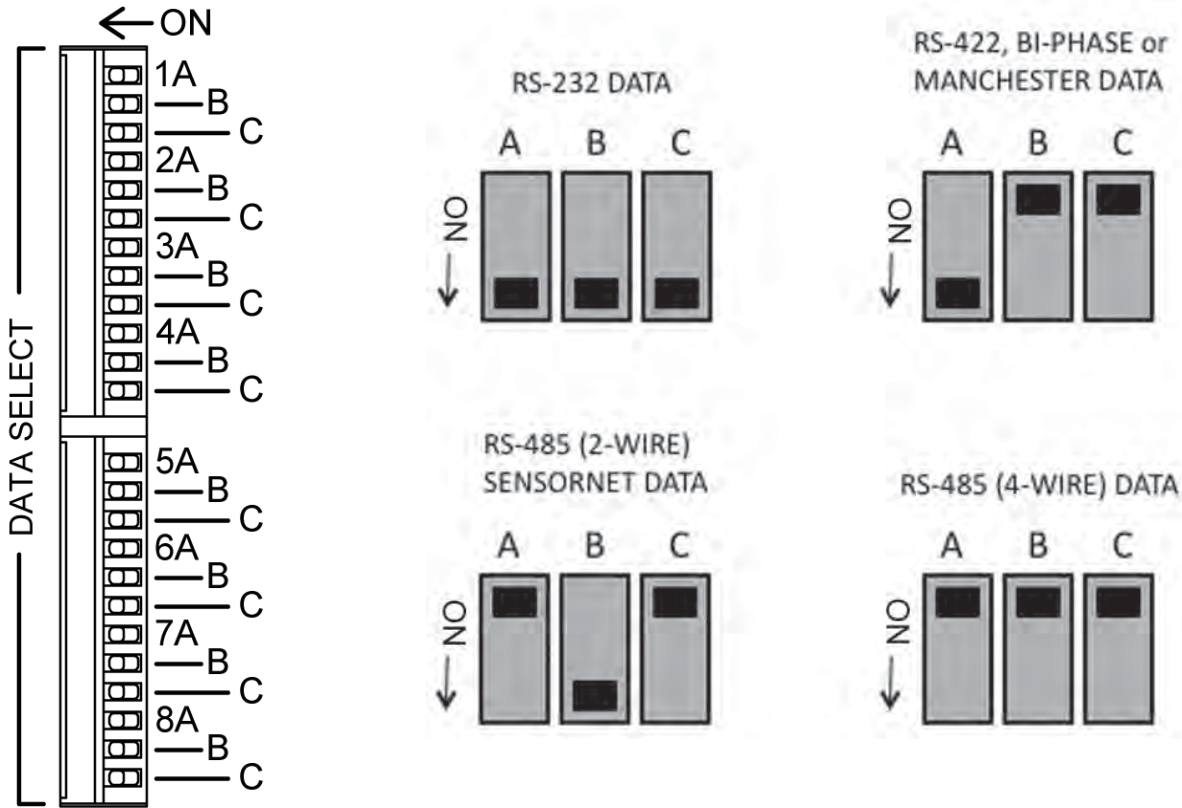 ON
DATA SELECT
1A
B
C
2A
B
C
3A
B
C
4A
B
C
5A
B
C
6A
B
C
7A
B
C
8A
B
C
RS-232 DATA
A B C
ON
RS-422, BI-PHASE or
MANCHESTER DATA
A B C
ON
RS-485 (2-WIRE)
SENSORNET DATA
A B C
ON
RS-485 (4-WIRE) DATA
A B C
ON